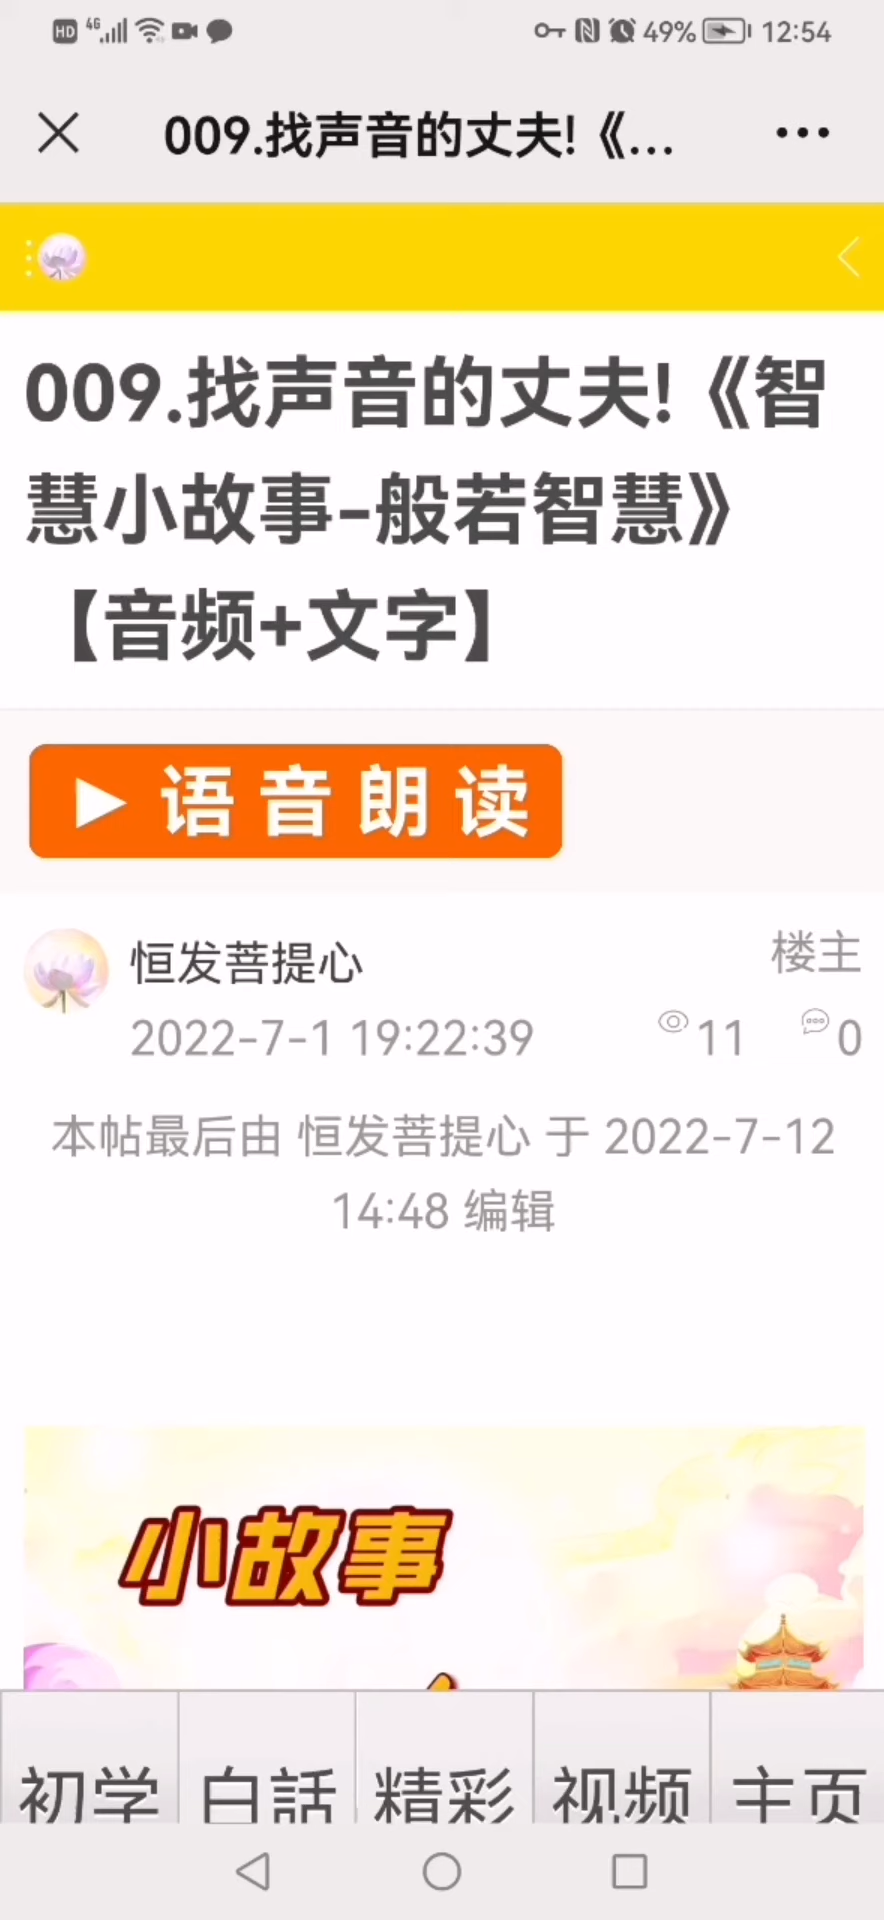 HD 4G 49% 12:54
009.找声音的丈夫!《...
009.找声音的丈夫!《智
慧小故事-般若智慧》
【音频+文字】
语音朗读
恒发菩提心
楼主
2022-7-1 19:22:39 11 0
本帖最后由 恒发菩提心 于 2022-7-12
14:48 编辑
小故事
初学 白話 精彩 视频 主页